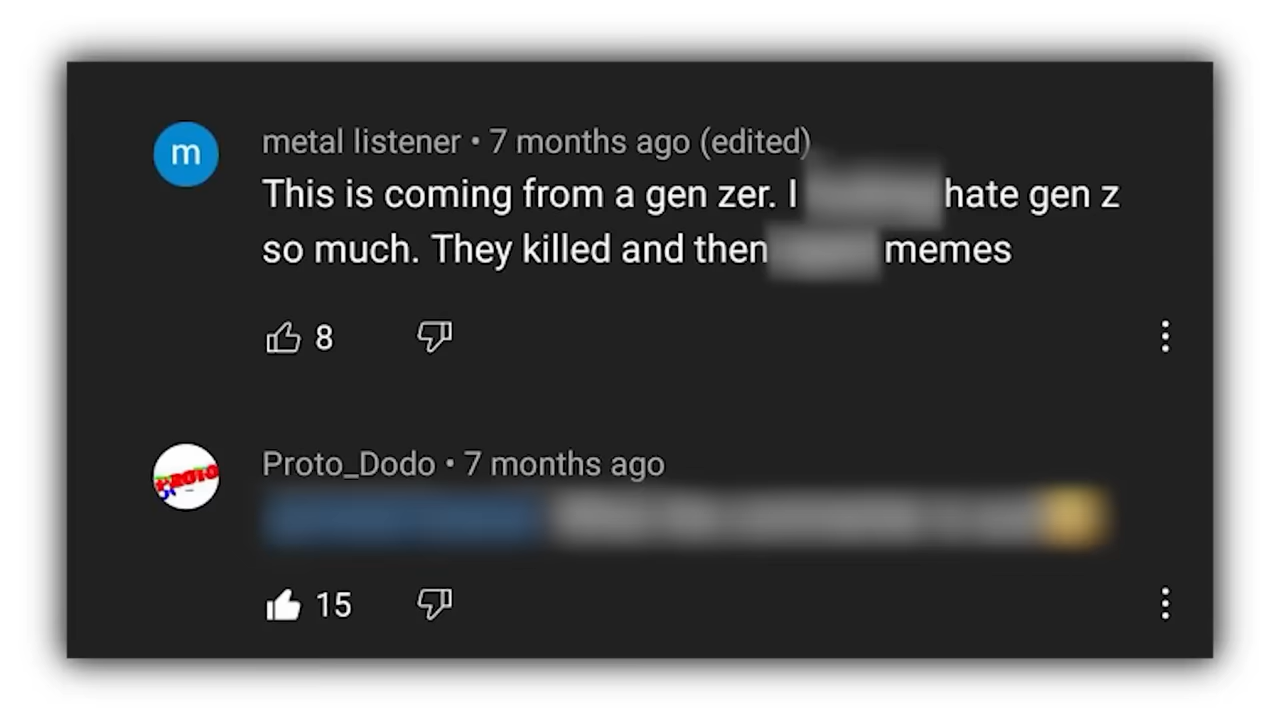 m
metal listener • 7 months ago (edited)
This is coming from a gen zer. I hate gen z
so much. They killed and then memes
8
PROTO
Proto_Dodo • 7 months ago
15